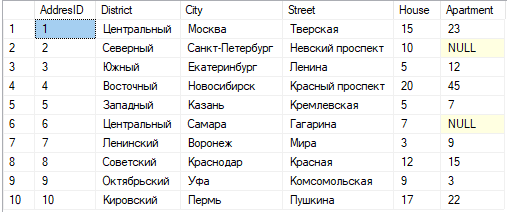 AddresID District City Street House Apartment
1 1 Центральный Москва Тверская 15 23
2 2 Северный Санкт-Петербург Невский проспект 10 NULL
3 3 Южный Екатеринбург Ленина 5 12
4 4 Восточный Новосибирск Красный проспект 20 45
5 5 Западный Казань Кремлевская 5 7
6 6 Центральный Самара Гагарина 7 NULL
7 7 Ленинский Воронеж Мира 3 9
8 8 Советский Краснодар Красная 12 15
9 9 Октябрьский Уфа Комсомольская 9 3
10 10 Кировский Пермь Пушкина 17 22